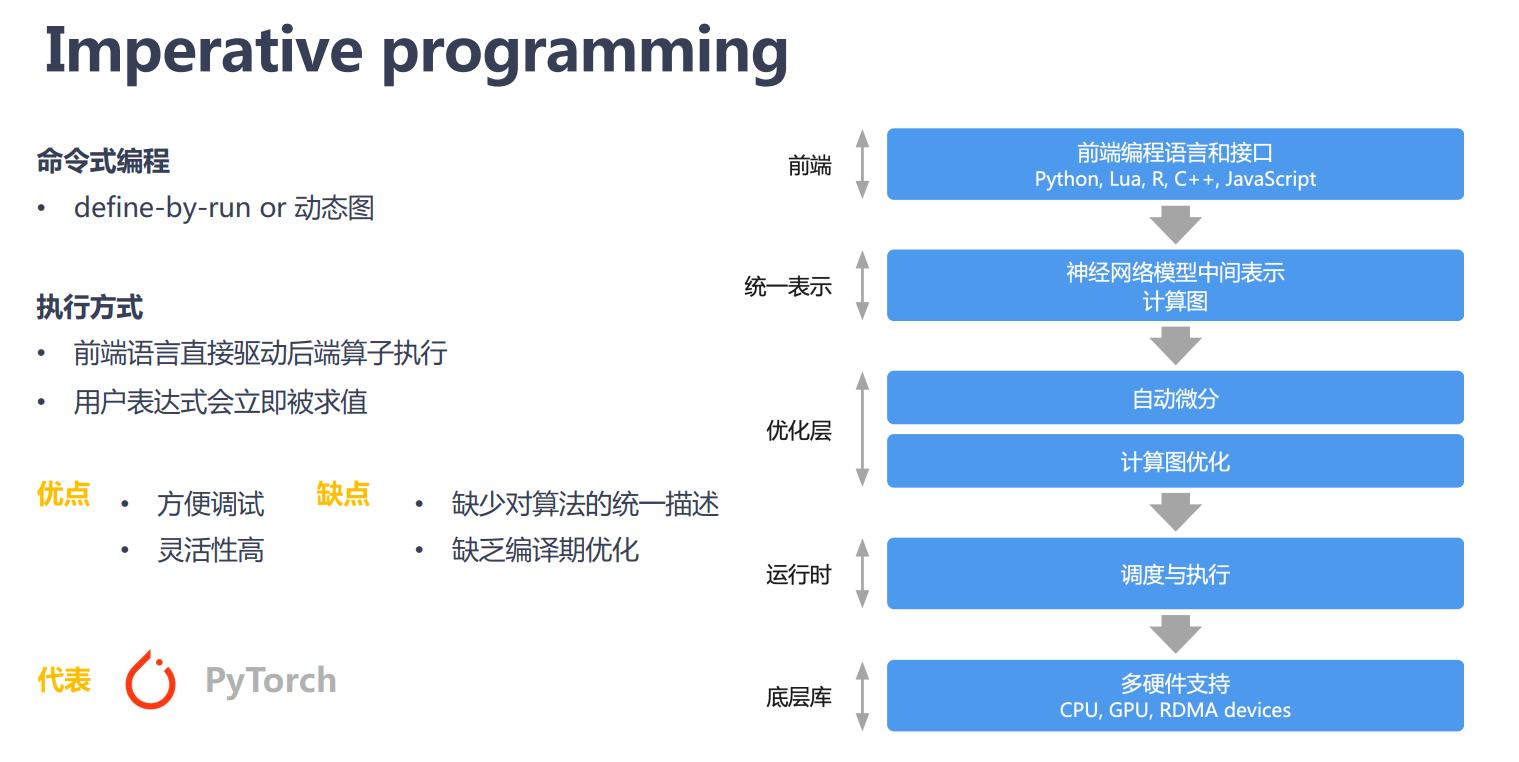 Imperative programming
命令式编程
• define-by-run or 动态图
执行方式
• 前端语言直接驱动后端算子执行
• 用户表达式会立即被求值
优点
• 方便调试
• 灵活性高
缺点
• 缺少对算法的统一描述
• 缺乏编译期优化
代表
PyTorch
前端
前端编程语言和接口
Python, Lua, R, C++, JavaScript
统一表示
神经网络模型中间表示
计算图
优化层
自动微分
计算图优化
运行时
调度与执行
底层库
多硬件支持
CPU, GPU, RDMA devices